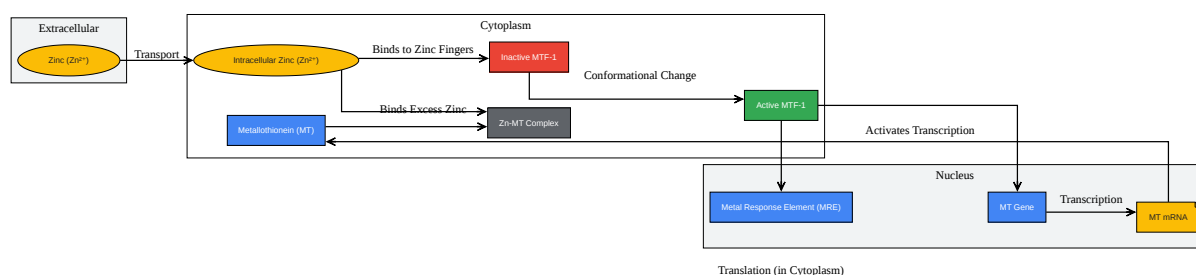 Extracellular
Cytoplasm
Zinc (Zn²⁺)
Transport
Intracellular Zinc (Zn²⁺)
Binds to Zinc Fingers
Inactive MTF-1
Conformational Change
Binds Excess Zinc
Metallothionein (MT)
Zn-MT Complex
Active MTF-1
Activates Transcription
Nucleus
Metal Response Element (MRE)
MT Gene
Transcription
MT mRNA
Translation (in Cytoplasm)